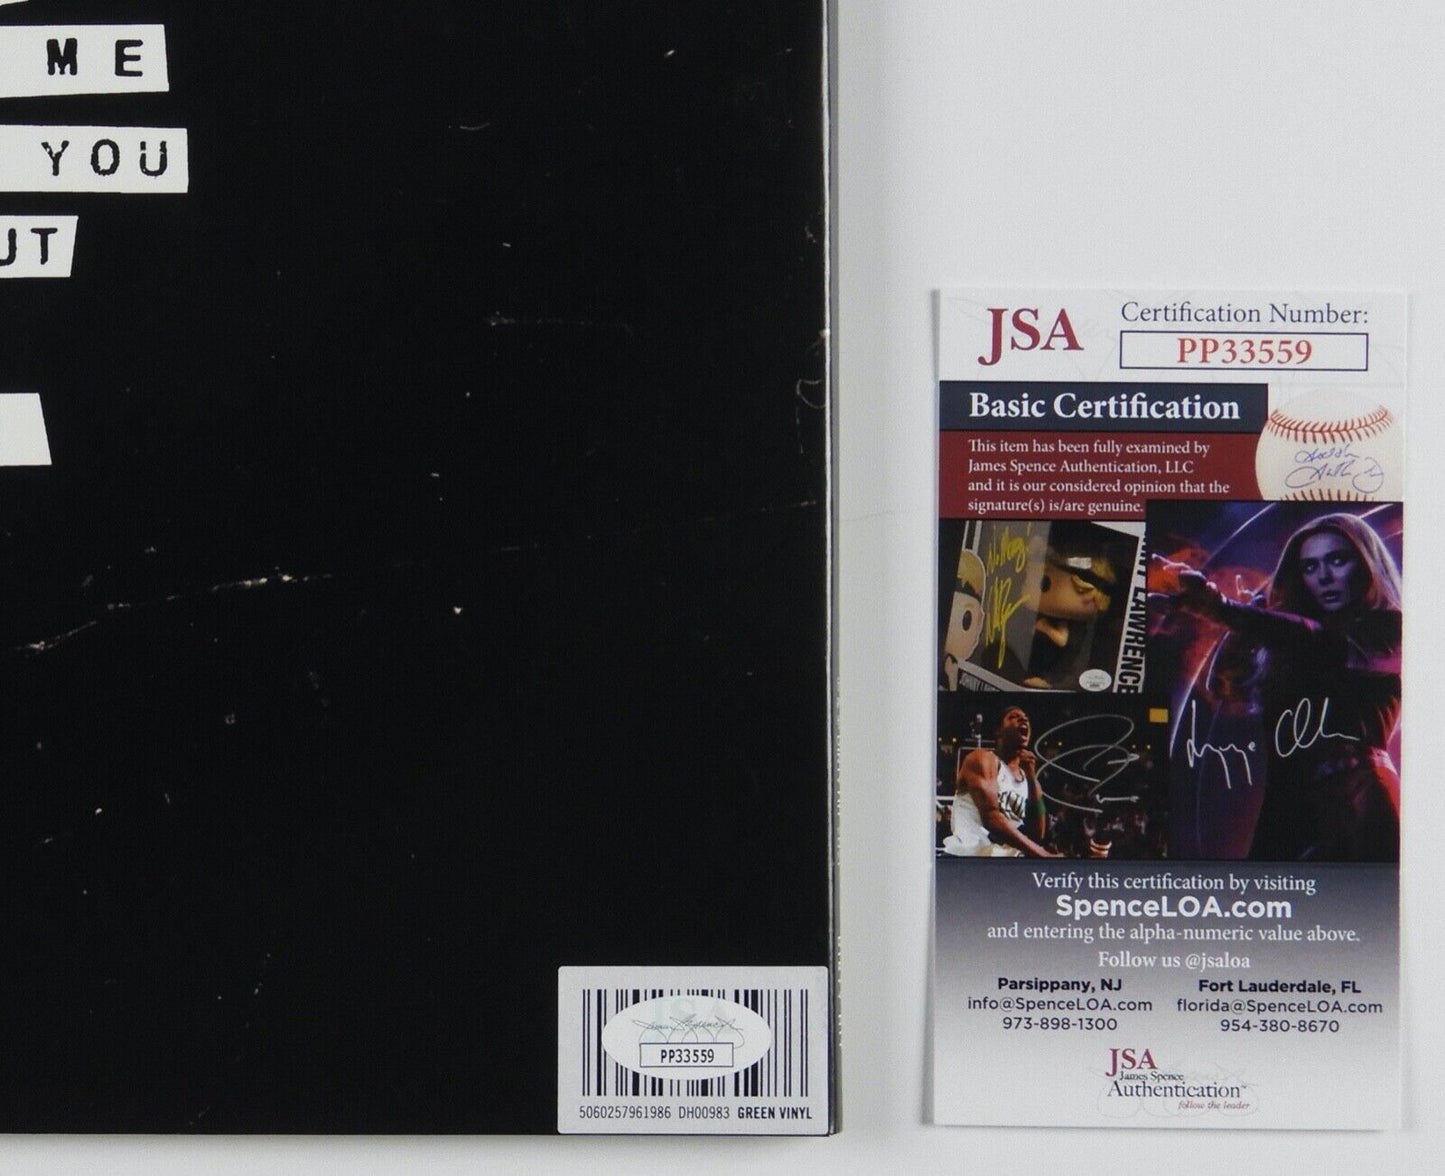 ME
YOU
UT
JSA
Certification Number:
PP33559
Basic Certification
This item has been fully examined by
James Spence Authentication, LLC
and it is our considered opinion that the
signature(s) is/are genuine.
LAWRENCE
Verify this certification by visiting
SpenceLOA.com
and entering the alpha-numeric value above.
Follow us @jsaloa
Parsippany, NJ
info@SpenceLOA.com
973-898-1300
Fort Lauderdale, FL
florida@SpenceLOA.com
954-380-8670
JSA
James Spence
Authentication
follow the leader
PP33559
5060257961986 DH00983 GREEN VINYL